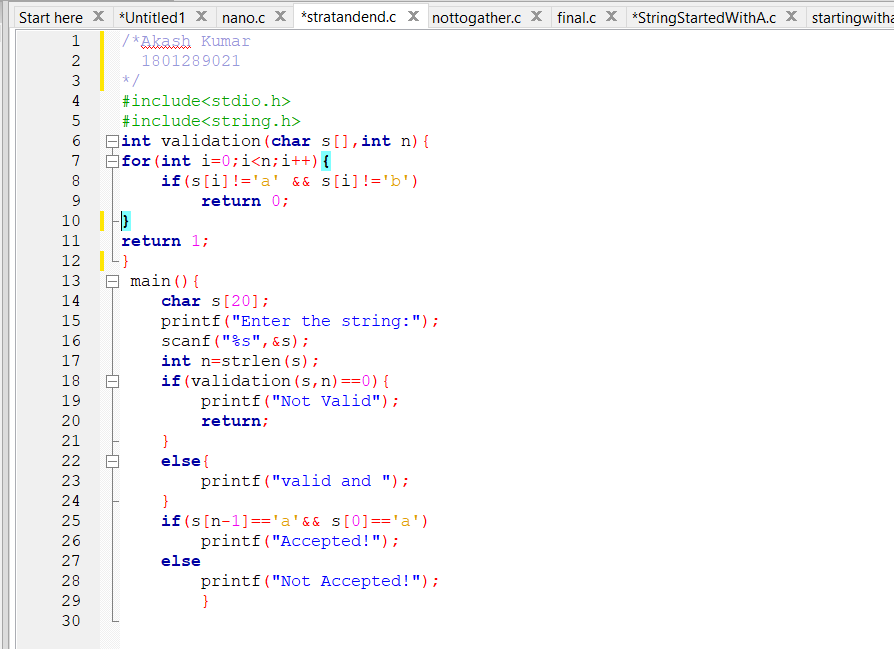 Start here X *Untitled1 X nano.c X *stratandend.c X nottogather.c X final.c X *StringStartedWithA.c X startingwitha
1 /*Akash Kumar
2 1801289021
3 */
4 #include<stdio.h>
5 #include<string.h>
6 int validation(char s[],int n){
7 for(int i=0;i<n;i++){
8 if(s[i]!='a' && s[i]!='b')
9 return 0;
10 }
11 return 1;
12 }
13 main(){
14 char s[20];
15 printf("Enter the string:");
16 scanf("%s",&s);
17 int n=strlen(s);
18 if(validation(s,n)==0){
19 printf("Not Valid");
20 return;
21 }
22 else{
23 printf("valid and ");
24 }
25 if(s[n-1]=='a'&& s[0]=='a')
26 printf("Accepted!");
27 else
28 printf("Not Accepted!");
29 }
30